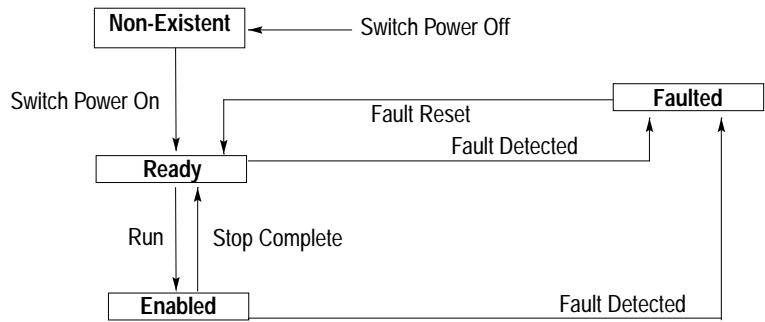 Non-Existent
Switch Power Off
Switch Power On
Faulted
Fault Reset
Fault Detected
Ready
Run
Stop Complete
Enabled
Fault Detected